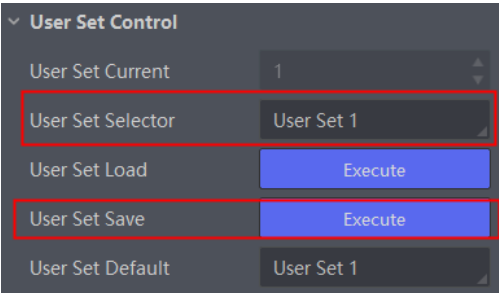 User Set Control
User Set Current 1
User Set Selector User Set 1
User Set Load Execute
User Set Save Execute
User Set Default User Set 1